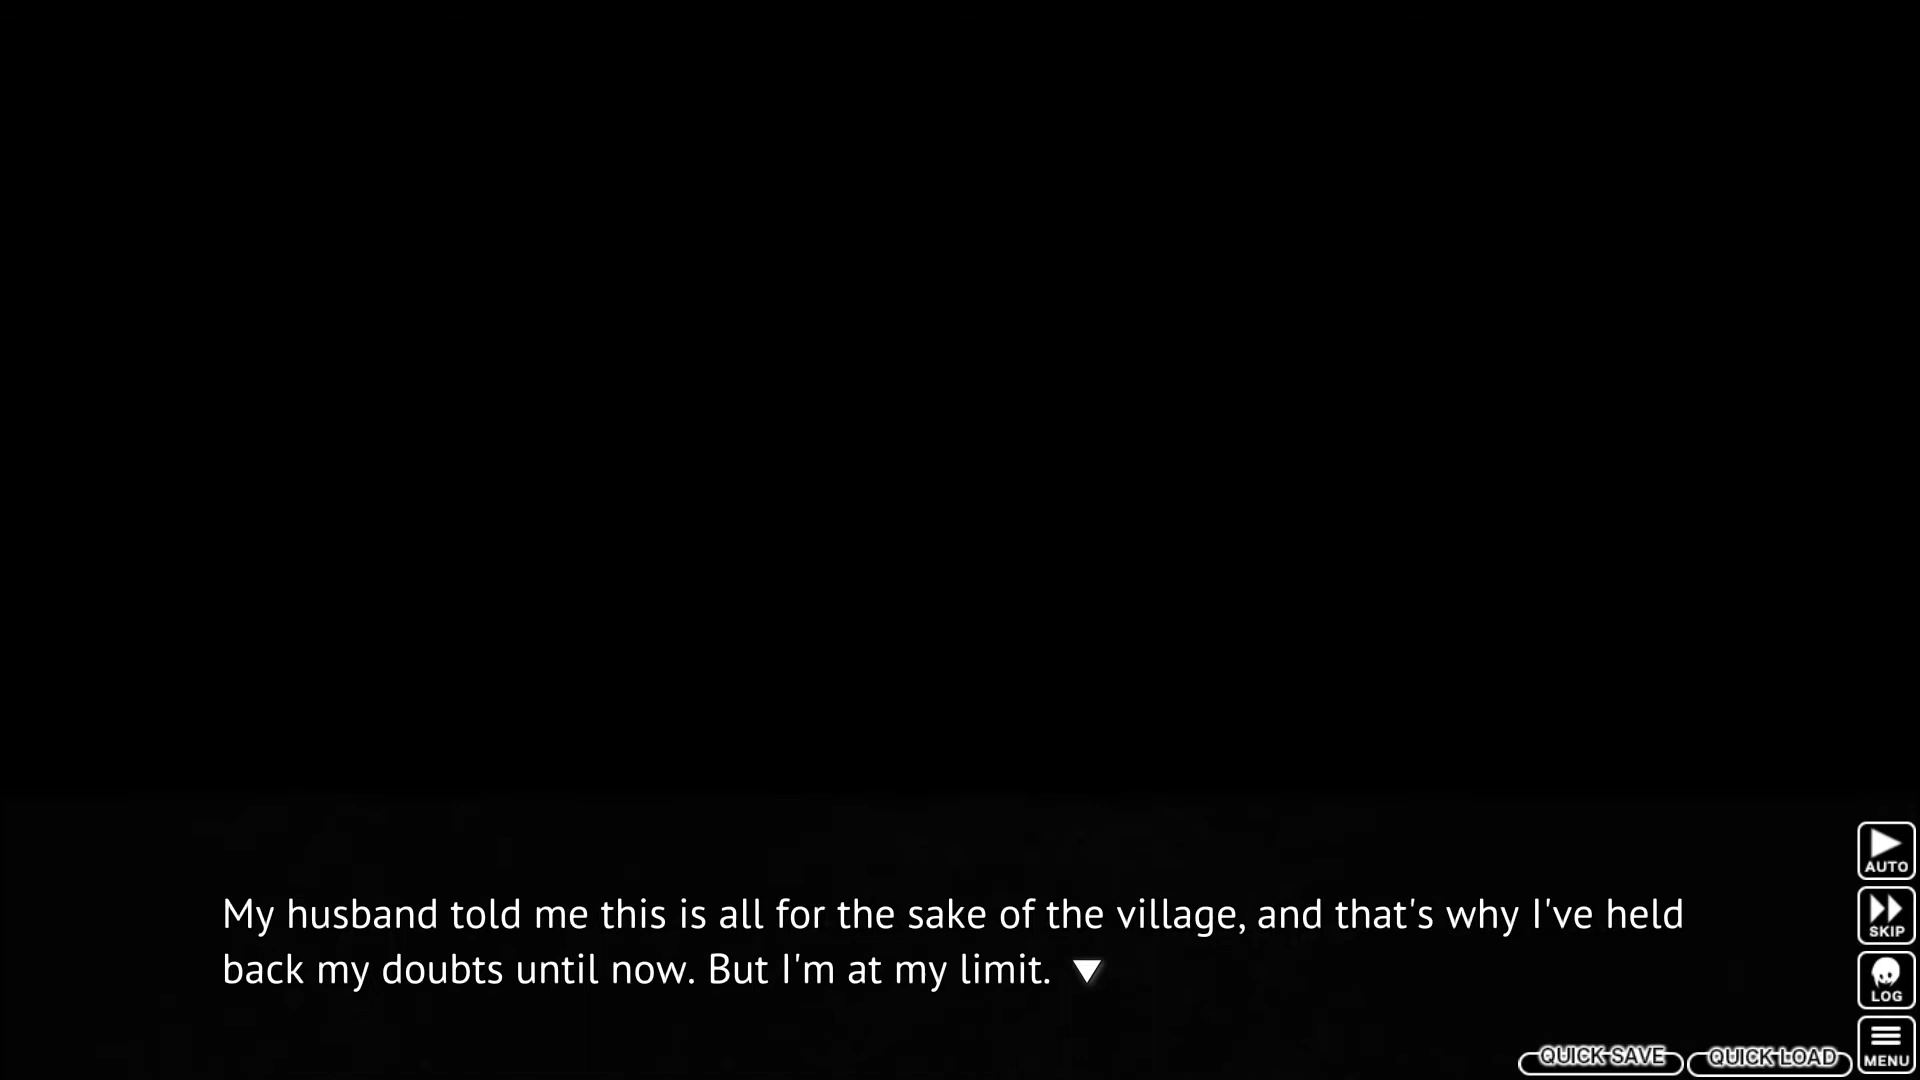 My husband told me this is all for the sake of the village, and that's why I've held
back my doubts until now. But I'm at my limit.
AUTO
SKIP
LOG
MENU
QUICK SAVE
QUICK LOAD